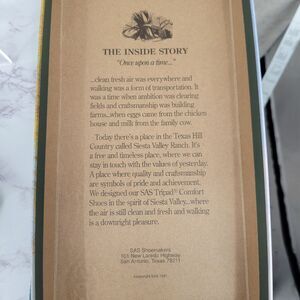 THE INSIDE STORY
"Once upon a time..."
...clean fresh air was everywhere and
walking was a form of transportation. It
was a time when ambition was clearing
fields and craftsmanship was building
farms...when eggs came from the chicken
house and milk from the family cow.
Today there's a place in the Texas Hill
Country called Siesta Valley Ranch. It's
a free and timeless place, where we can
stay in touch with the values of yesterday.
A place where quality and craftsmanship
are symbols of pride and achievement.
We designed our SAS Tripad Comfort
Shoes in the spirit of Siesta Valley...where
the air is still clean and fresh and walking
is a downright pleasure.
SAS Shoemakers
101 New Laredo Highway
San Antonio, Texas 78211